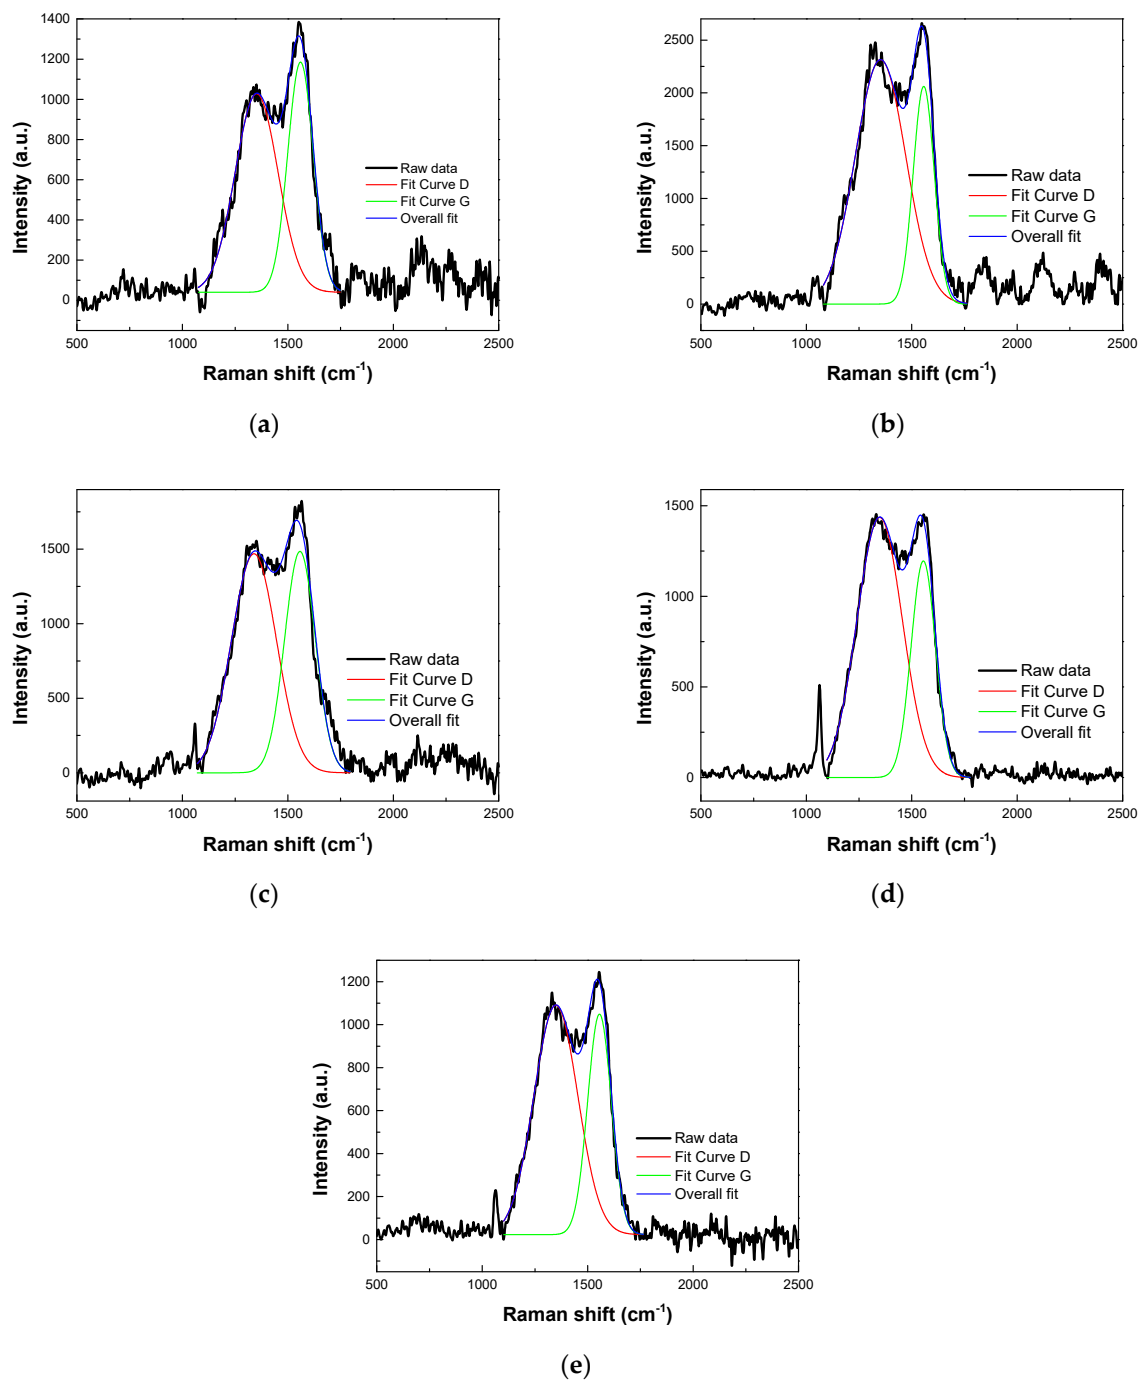 1400
1200
1000
800
600
400
200
0
Intensity (a.u.)
Raw data
Fit Curve D
Fit Curve G
Overall fit
500 1000 1500 2000 2500
Raman shift (cm-1)
(a)
2500
2000
1500
1000
500
0
Intensity (a.u.)
Raw data
Fit Curve D
Fit Curve G
Overall fit
500 1000 1500 2000 2500
Raman shift (cm-1)
(b)
1500
1000
500
0
Intensity (a.u.)
Raw data
Fit Curve D
Fit Curve G
Overall fit
500 1000 1500 2000 2500
Raman shift (cm-1)
(c)
1500
1000
500
0
Intensity (a.u.)
Raw data
Fit Curve D
Fit Curve G
Overall fit
500 1000 1500 2000 2500
Raman shift (cm-1)
(d)
1200
1000
800
600
400
200
0
Intensity (a.u.)
Raw data
Fit Curve D
Fit Curve G
Overall fit
500 1000 1500 2000 2500
Raman shift (cm-1)
(e)